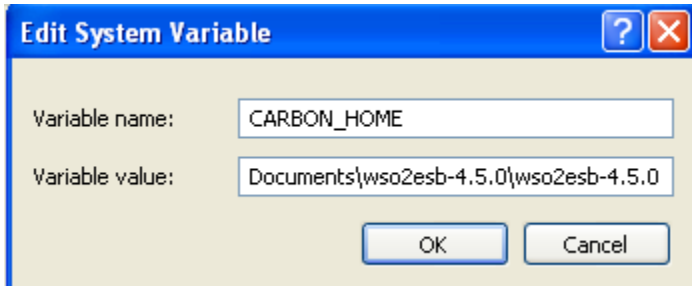 Edit System Variable
Variable name:
CARBON_HOME
Variable value:
Documents\wso2esb-4.5.0\wso2esb-4.5.0
OK
Cancel